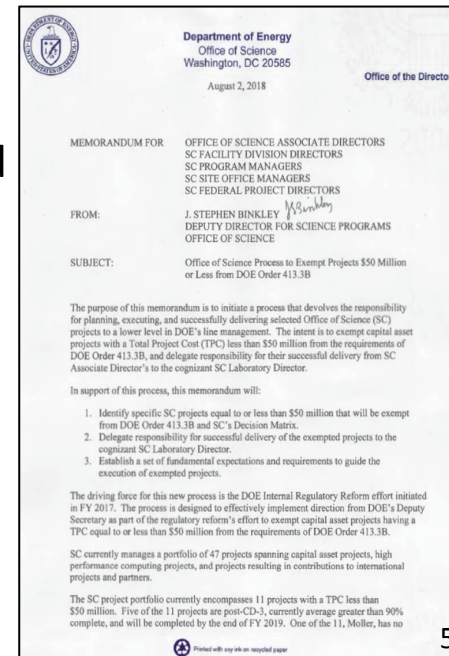 Department of Energy
Office of Science
Washington, DC 20585
Office of the Director
August 2, 2018
MEMORANDUM FOR OFFICE OF SCIENCE ASSOCIATE DIRECTORS
SC FACILITY DIVISION DIRECTORS
SC PROGRAM MANAGERS
SC SITE OFFICE MANAGERS
SC FEDERAL PROJECT DIRECTORS
FROM: J. STEPHEN BINKLEY JSBinkley
DEPUTY DIRECTOR FOR SCIENCE PROGRAMS
OFFICE OF SCIENCE
SUBJECT: Office of Science Process to Exempt Projects $50 Million
or Less from DOE Order 413.3B
The purpose of this memorandum is to initiate a process that devolves the responsibility
for planning, executing, and successfully delivering selected Office of Science (SC)
projects to a lower level in DOE's line management. The intent is to exempt capital asset
projects with a Total Project Cost (TPC) less than $50 million from the requirements of
DOE Order 413.3B, and delegate responsibility for their successful delivery from SC
Associate Director's to the cognizant SC Laboratory Director.
In support of this process, this memorandum will:
1. Identify specific SC projects equal to or less than $50 million that will be exempt
from DOE Order 413.3B and SC's Decision Matrix.
2. Delegate responsibility for successful delivery of the exempted projects to the
cognizant SC Laboratory Director.
3. Establish a set of fundamental expectations and requirements to guide the
execution of exempted projects.
The driving force for this new process is the DOE Internal Regulatory Reform effort initiated
in FY 2017. The process is designed to effectively implement direction from DOE's Deputy
Secretary as part of the regulatory reform's effort to exempt capital asset projects having a
TPC equal to or less than $50 million from the requirements of DOE Order 413.3B.
SC currently manages a portfolio of 47 projects spanning capital asset projects, high
performance computing projects, and projects resulting in contributions to international
projects and partners.
The SC project portfolio currently encompasses 11 projects with a TPC less than
$50 million. Five of the 11 projects are post-CD-3, currently average greater than 90%
complete, and will be completed by the end of FY 2019. One of the 11, Moller, has no
Printed with soy ink on recycled paper
5